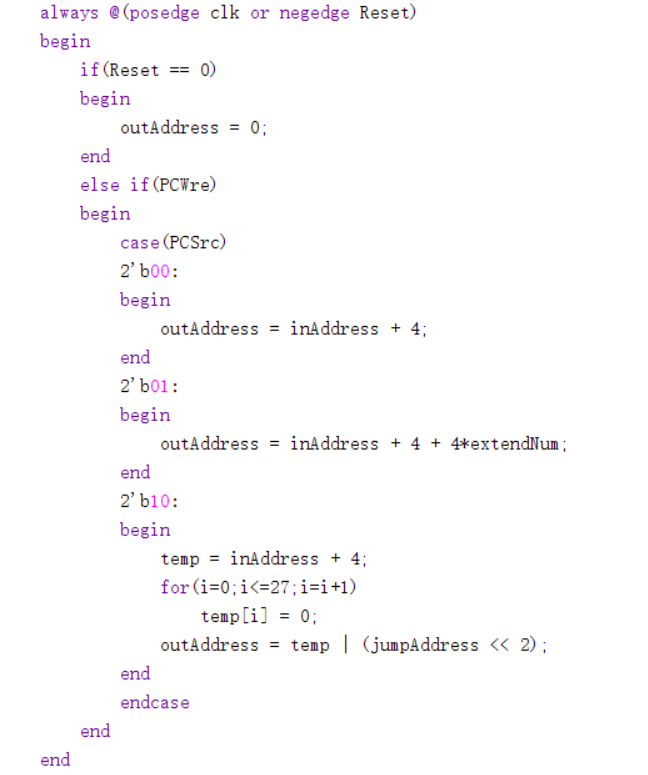 always @(posedge clk or negedge Reset)
begin
    if(Reset == 0)
    begin
        outAddress = 0;
    end
    else if(PCWre)
    begin
        case(PCSrc)
        2'b00:
        begin
            outAddress = inAddress + 4;
        end
        2'b01:
        begin
            outAddress = inAddress + 4 + 4*extendNum;
        end
        2'b10:
        begin
            temp = inAddress + 4;
            for(i=0;i<=27;i=i+1)
                temp[i] = 0;
            outAddress = temp | (jumpAddress << 2);
        end
        endcase
    end
end